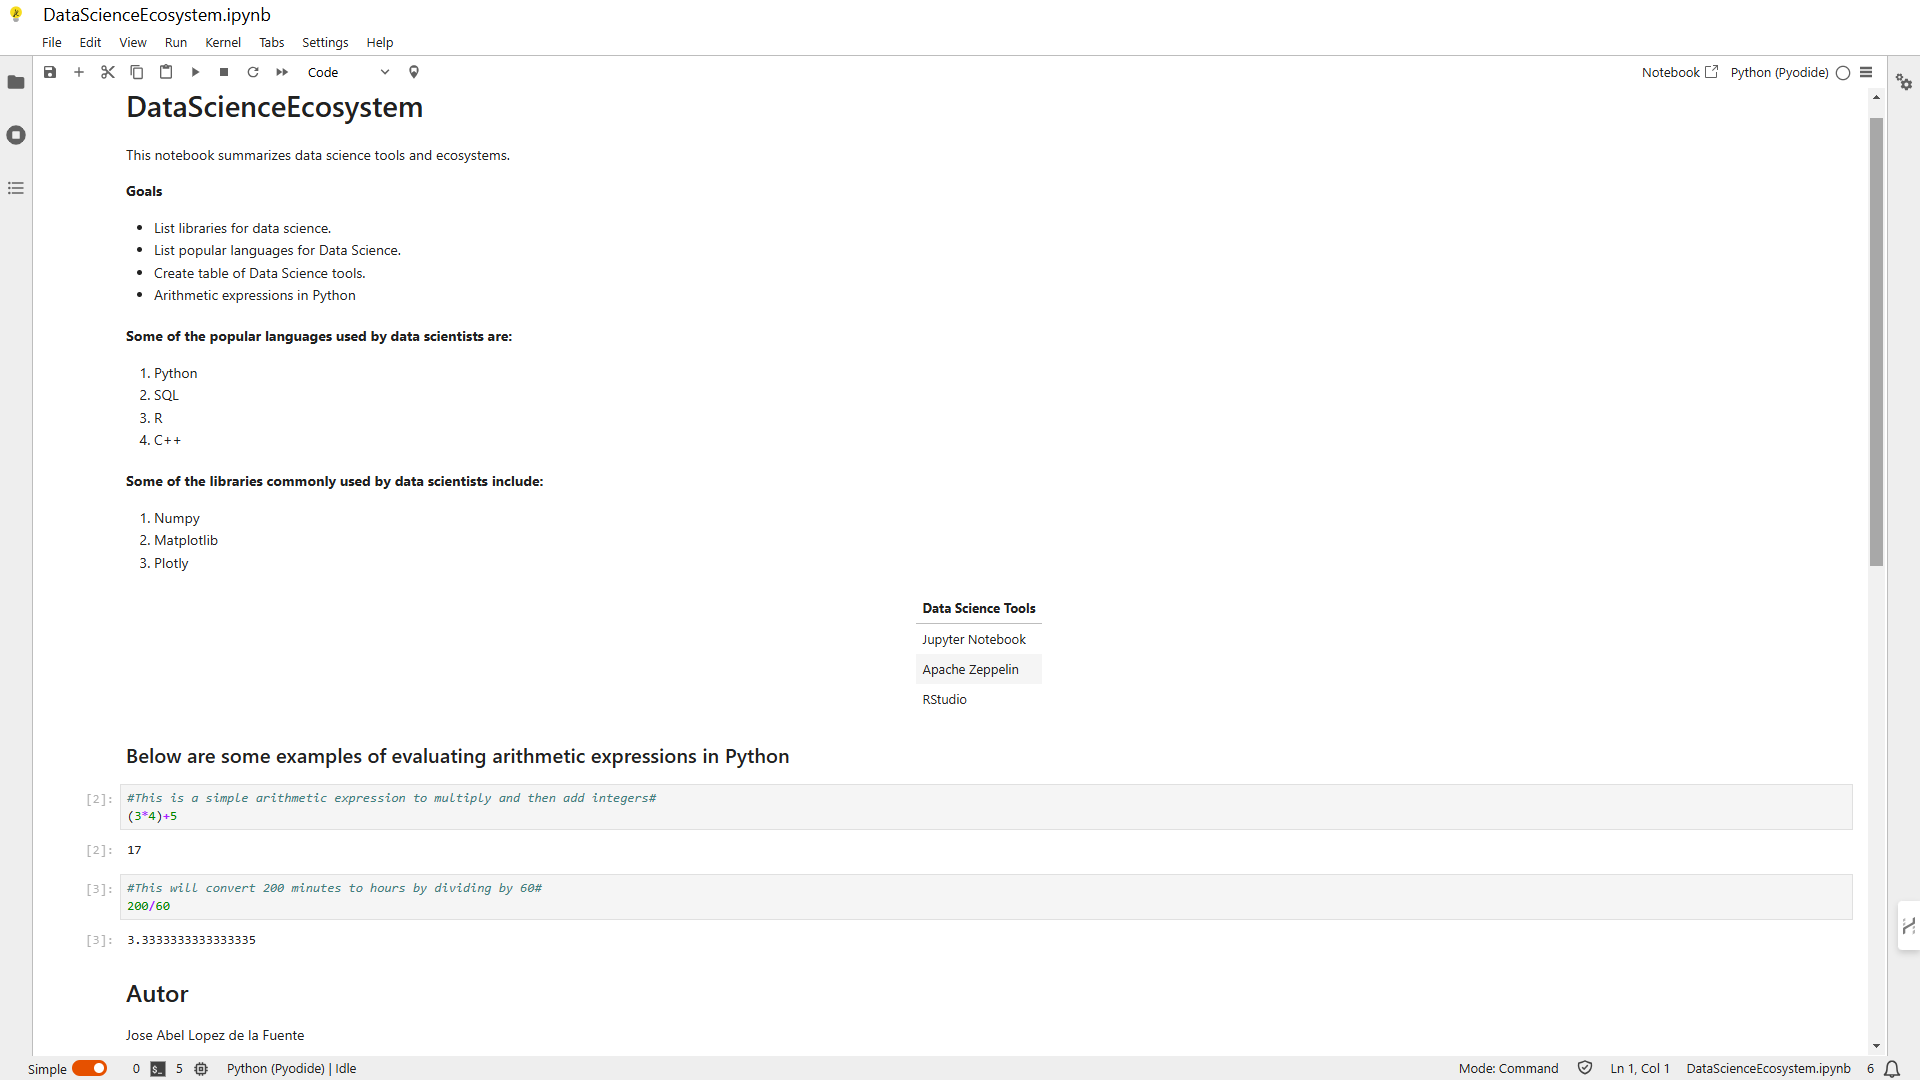 DataScienceEcosystem.ipynb
File Edit View Run Kernel Tabs Settings Help
Code Notebook Python (Pyodide)
DataScienceEcosystem
This notebook summarizes data science tools and ecosystems.
Goals
• List libraries for data science.
• List popular languages for Data Science.
• Create table of Data Science tools.
• Arithmetic expressions in Python
Some of the popular languages used by data scientists are:
1. Python
2. SQL
3. R
4. C++
Some of the libraries commonly used by data scientists include:
1. Numpy
2. Matplotlib
3. Plotly
Data Science Tools
Jupyter Notebook
Apache Zeppelin
RStudio
Below are some examples of evaluating arithmetic expressions in Python
[2]: #This is a simple arithmetic expression to multiply and then add integers#
(3*4)+5
[2]: 17
[3]: #This will convert 200 minutes to hours by dividing by 60#
200/60
[3]: 3.3333333333333335
Autor
Jose Abel Lopez de la Fuente
Simple 0 $_ 5 Python (Pyodide) | Idle Mode: Command Ln 1, Col 1 DataScienceEcosystem.ipynb 6